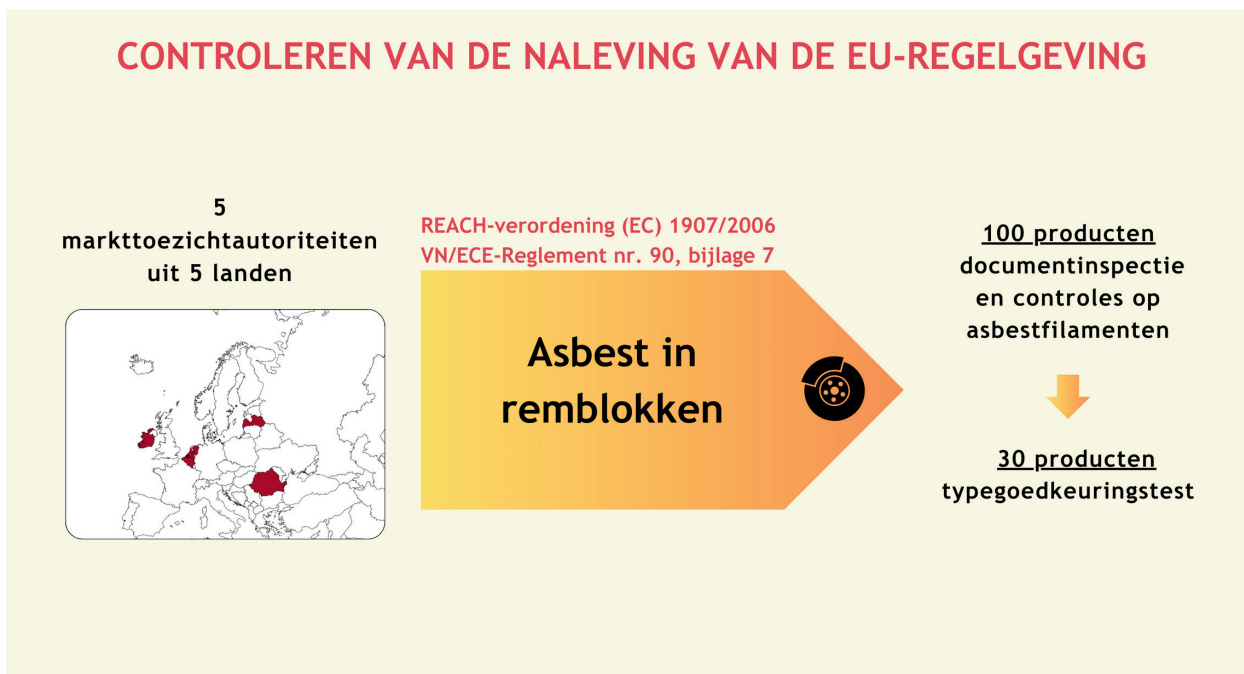 CONTROLEREN VAN DE NALEVING VAN DE EU-REGELGEVING
5
markttoezichtautoriteiten
uit 5 landen
REACH-verordening (EC) 1907/2006
VN/ECE-Reglement nr. 90, bijlage 7
Asbest in
remblokken
100 producten
documentinspectie
en controles op
asbestfilamenten
30 producten
typegoedkeuringstest